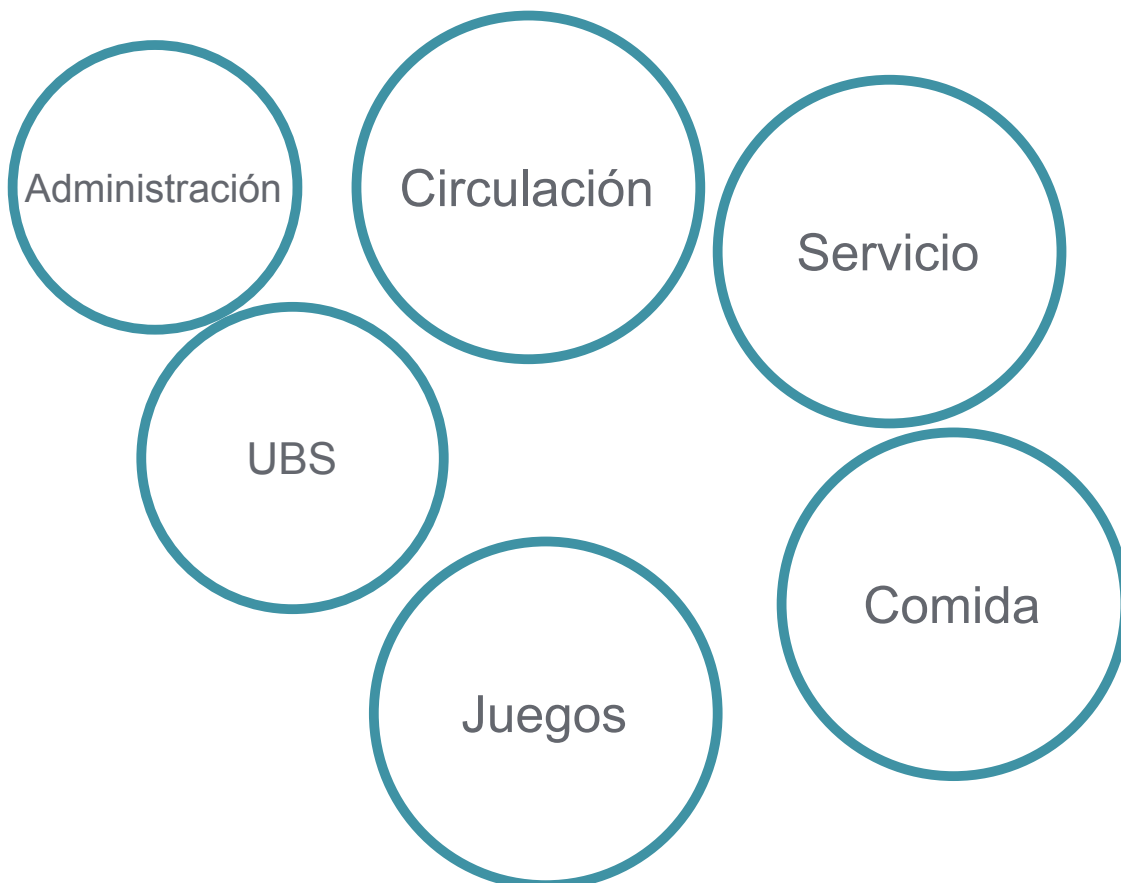 Administración
Circulación
Servicio
UBS
Comida
Juegos